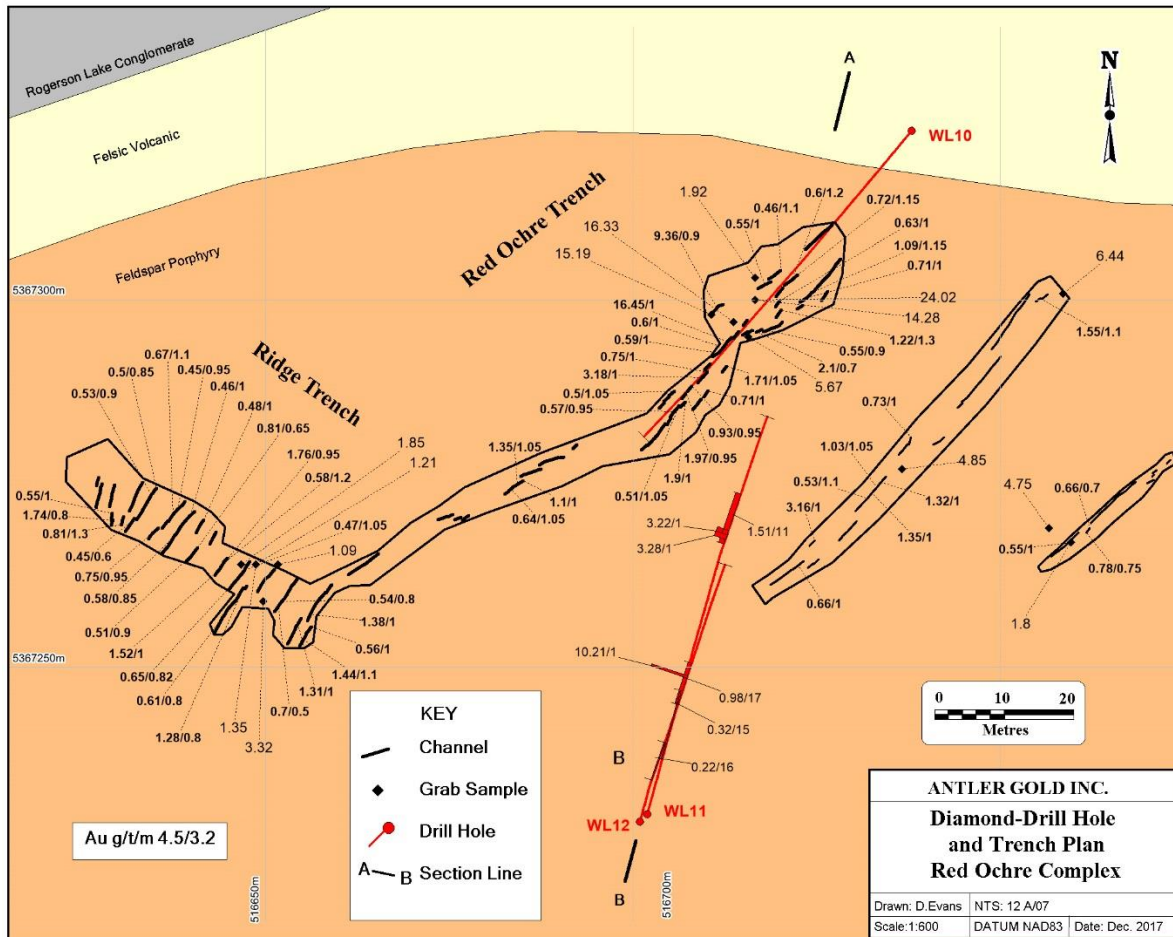 Rogerson Lake Conglomerate
Felsic Volcanic
Feldspar Porphyry
A
N
WL10
Red Ochre Trench
1.92
0.55/1
0.46/1.1
0.6/1.2
0.72/1.15
0.63/1
1.09/1.15
0.71/1
16.33
9.36/0.9
15.19
24.02
14.28
16.45/1
1.22/1.3
0.6/1
0.55/0.9
0.59/1
2.1/0.7
0.75/1
5.67
3.18/1
1.71/1.05
0.5/1.05
0.71/1
0.57/0.95
0.93/0.95
1.97/0.95
1.9/1
0.51/1.05
6.44
1.55/1.1
5367300m
Ridge Trench
0.67/1.1
0.45/0.95
0.5/0.85
0.46/1
0.53/0.9
0.48/1
0.81/0.65
1.76/0.95
1.85
0.58/1.2
1.21
1.35/1.05
0.47/1.05
1.1/1
0.64/1.05
1.09
0.55/1
1.74/0.8
0.81/1.3
0.45/0.6
0.75/0.95
0.58/0.85
0.51/0.9
1.52/1
0.65/0.82
0.61/0.8
1.28/0.8
1.35
3.32
0.7/0.5
1.31/1
1.44/1.1
0.56/1
1.38/1
0.54/0.8
0.73/1
1.03/1.05
4.85
0.53/1.1
3.16/1
1.32/1
1.35/1
0.66/1
4.75
0.66/0.7
0.55/1
0.78/0.75
1.8
3.22/1
1.51/11
3.28/1
5367250m
10.21/1
0.98/17
0.32/15
0.22/16
B
WL12
WL11
B
516650m
516700m
KEY
Channel
Grab Sample
Drill Hole
A B Section Line
Au g/t/m 4.5/3.2
0 10 20
Metres
ANTLER GOLD INC.
Diamond-Drill Hole
and Trench Plan
Red Ochre Complex
Drawn: D.Evans NTS: 12 A/07
Scale:1:600 DATUM NAD83 Date: Dec. 2017